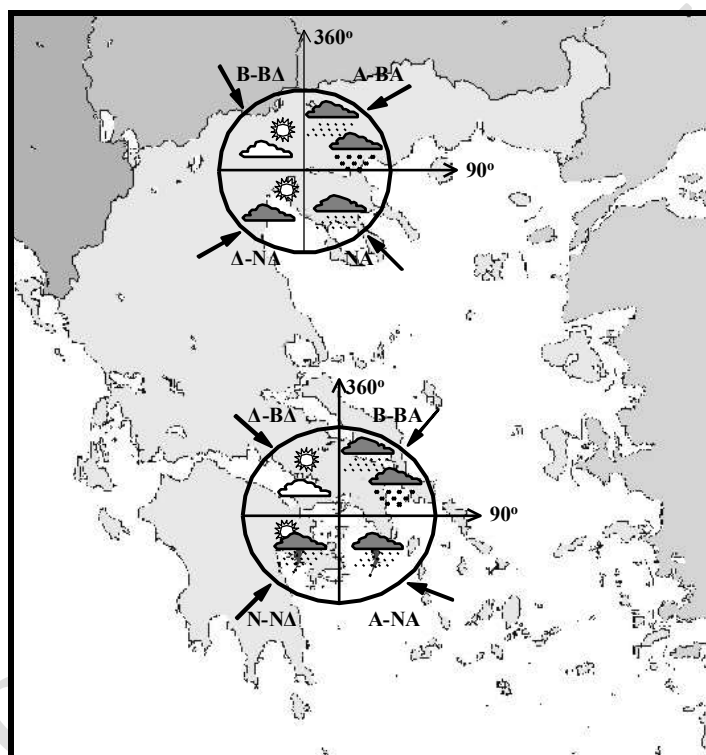 360º
Β-ΒΔ
Α-ΒΑ
90º
Δ-ΝΔ
ΝΑ
360º
Δ-ΒΔ
Β-ΒΑ
90º
Ν-ΝΔ
Α-ΝΑ